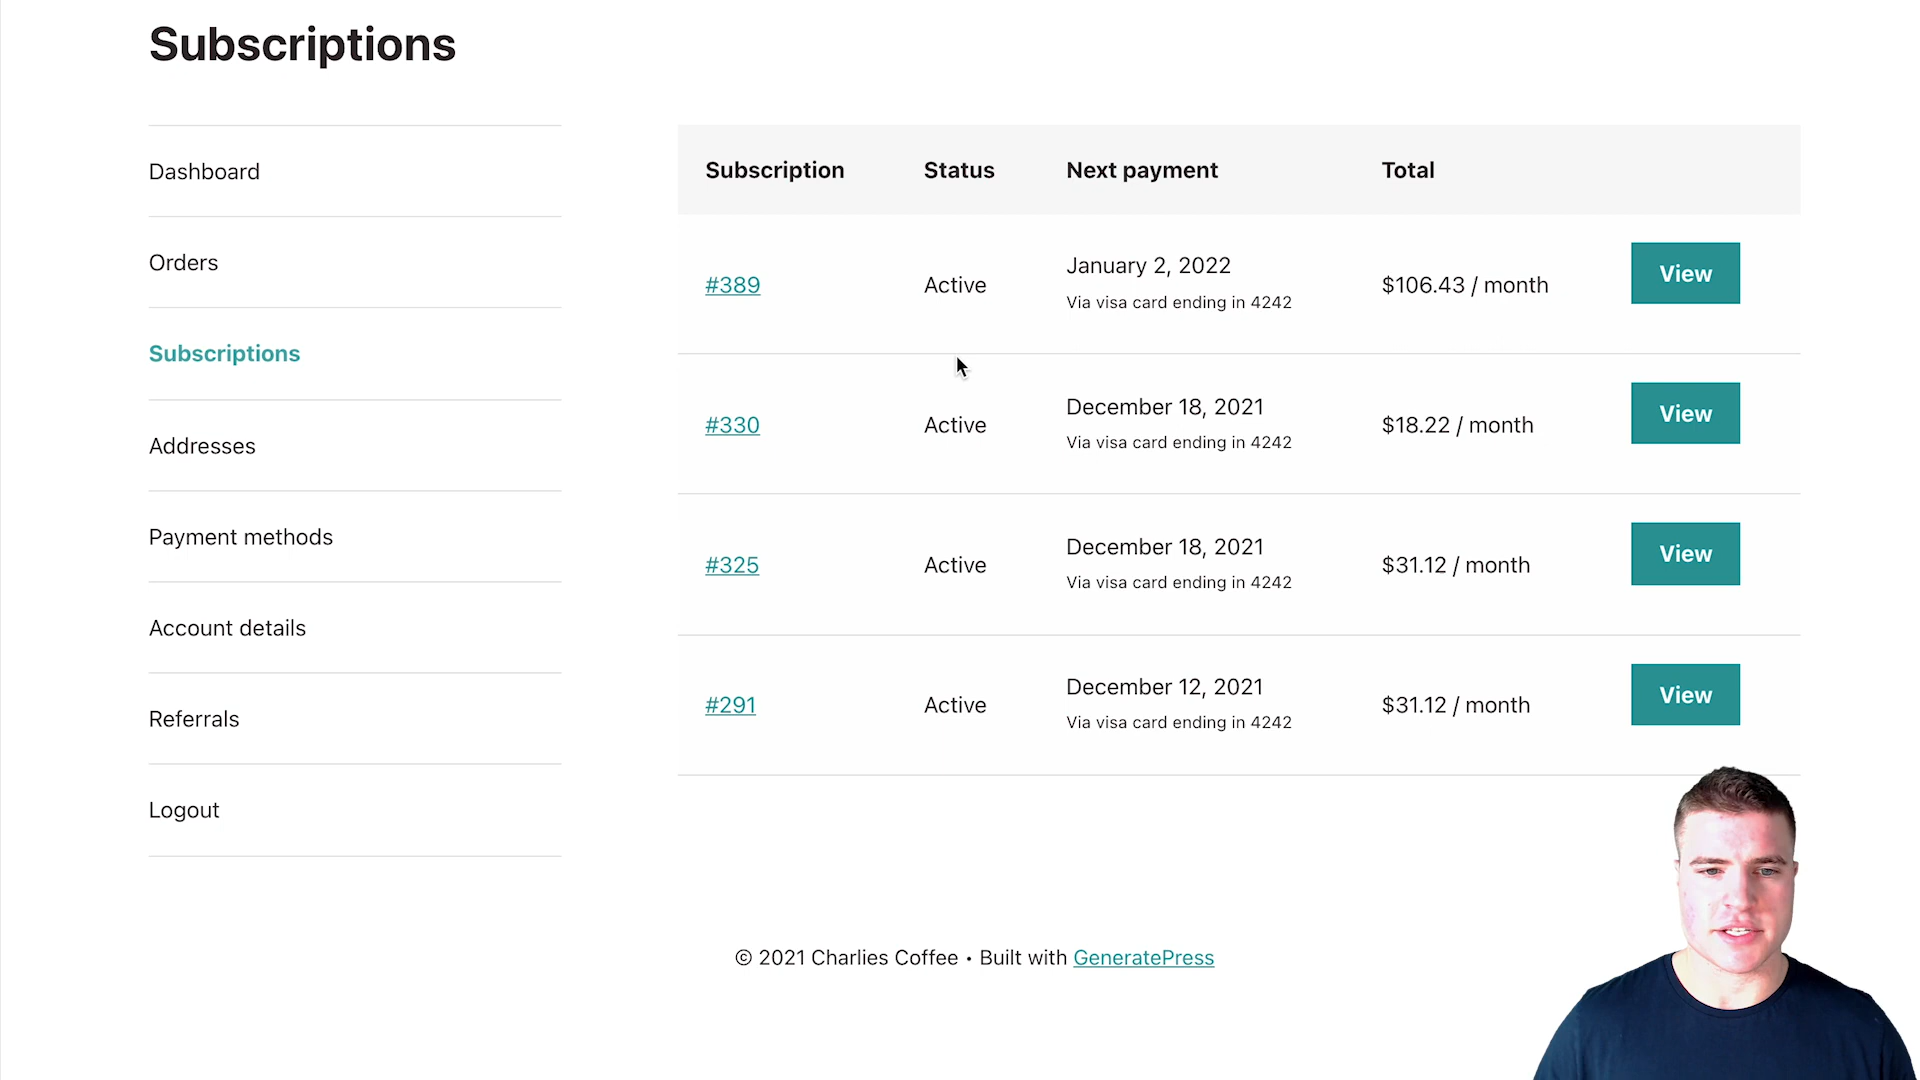 Subscriptions
Dashboard
Orders
Subscriptions
Addresses
Payment methods
Account details
Referrals
Logout
Subscription Status Next payment Total
#389 Active January 2, 2022 $106.43 / month View
Via visa card ending in 4242
#330 Active December 18, 2021 $18.22 / month View
Via visa card ending in 4242
#325 Active December 18, 2021 $31.12 / month View
Via visa card ending in 4242
#291 Active December 12, 2021 $31.12 / month View
Via visa card ending in 4242
© 2021 Charlies Coffee • Built with GeneratePress